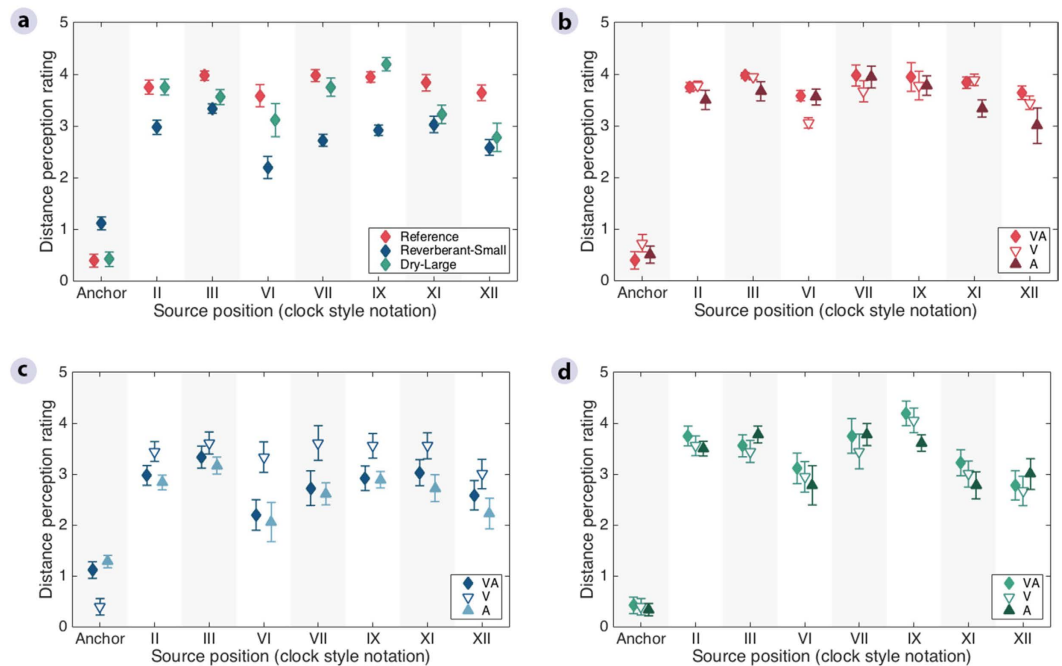 a
Distance perception rating
5
4
3
2
1
0
Reference
Reverberant-Small
Dry-Large
Anchor II III VI VII IX XI XII
Source position (clock style notation)
b
Distance perception rating
5
4
3
2
1
0
VA
V
A
Anchor II III VI VII IX XI XII
Source position (clock style notation)
c
Distance perception rating
5
4
3
2
1
0
VA
V
A
Anchor II III VI VII IX XI XII
Source position (clock style notation)
d
Distance perception rating
5
4
3
2
1
0
VA
V
A
Anchor II III VI VII IX XI XII
Source position (clock style notation)